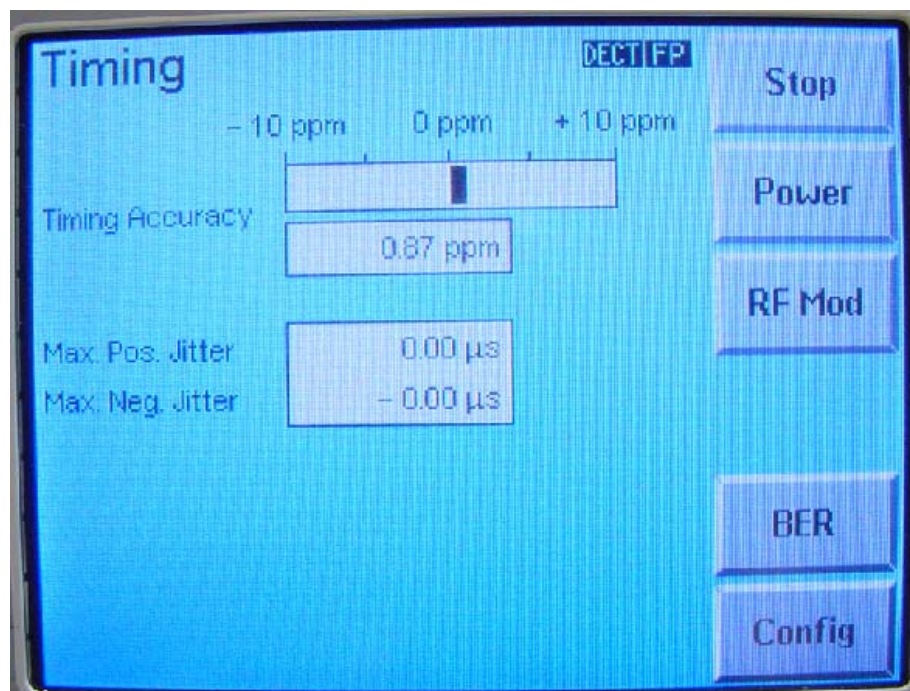 Timing
DECT FP
– 10 ppm 0 ppm + 10 ppm
Timing Accuracy
0.87 ppm
Max. Pos. Jitter 0.00 µs
Max. Neg. Jitter – 0.00 µs
Stop
Power
RF Mod
BER
Config